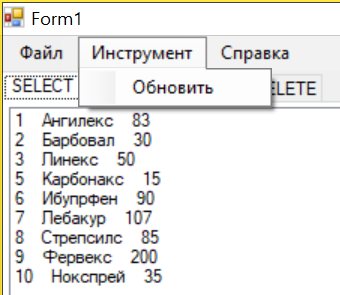 Form1
Файл Инструмент Справка
Обновить
SELECT ELETE
1 Ангилекс 83
2 Барбовал 30
3 Линекс 50
5 Карбонакс 15
6 Ибупрфен 90
7 Лебакур 107
8 Стрепсилс 85
9 Фервекс 200
10 Нокспрей 35